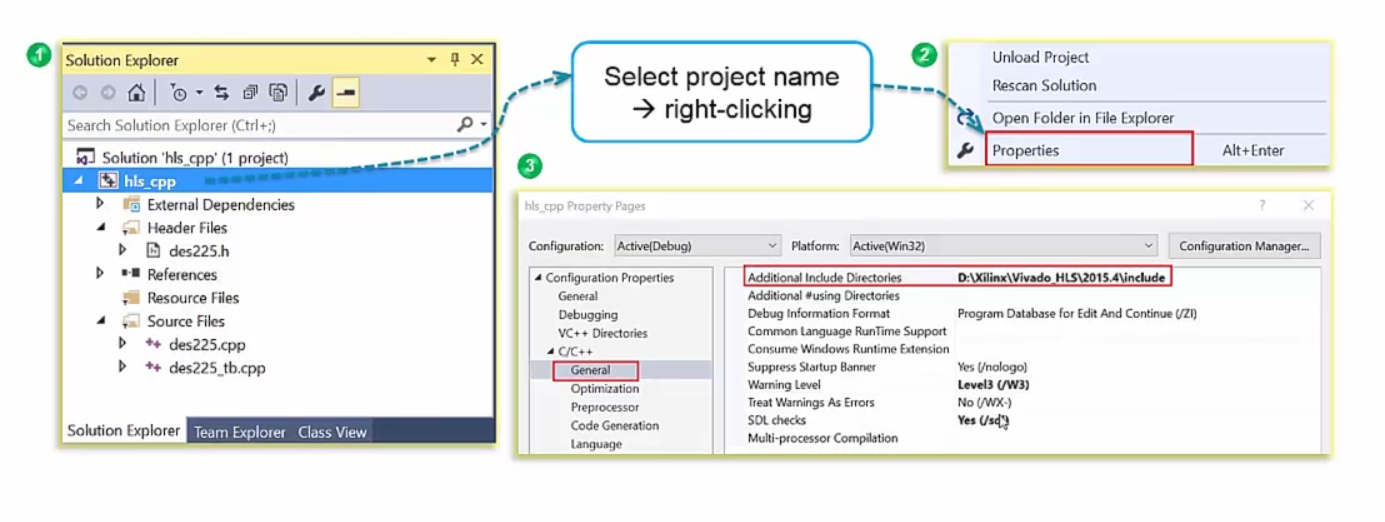 1
Solution Explorer
Search Solution Explorer (Ctrl+;)
Solution 'hls_cpp' (1 project)
hls_cpp
External Dependencies
Header Files
des225.h
References
Resource Files
Source Files
des225.cpp
des225_tb.cpp
Solution Explorer Team Explorer Class View
Select project name
→ right-clicking
2
Unload Project
Rescan Solution
Open Folder in File Explorer
Properties Alt+Enter
3
hls_cpp Property Pages ?
Configuration: Active(Debug) Platform: Active(Win32) Configuration Manager...
Configuration Properties
General
Debugging
VC++ Directories
C/C++
General
Optimization
Preprocessor
Code Generation
Language
Additional Include Directories D:\Xilinx\Vivado_HLS\2015.4\include
Additional #using Directories
Debug Information Format Program Database for Edit And Continue (/ZI)
Common Language RunTime Support
Consume Windows Runtime Extension
Suppress Startup Banner Yes (/nologo)
Warning Level Level3 (/W3)
Treat Warnings As Errors No (/WX-)
SDL checks Yes (/sdl)
Multi-processor Compilation